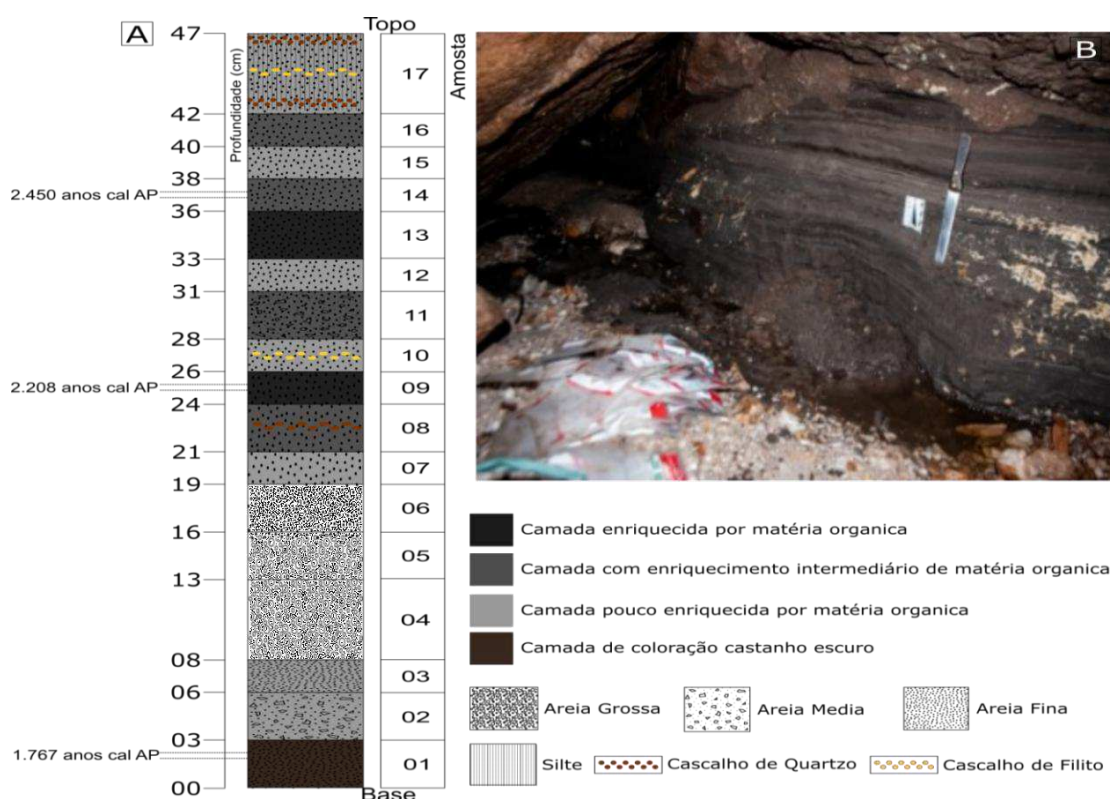 A
Topo
Profundidade (cm)
Amosta
B
47
17
42
16
40
15
38
2.450 anos cal AP
14
36
13
33
12
31
11
28
10
26
2.208 anos cal AP
09
24
08
21
07
19
06
16
05
13
04
08
03
06
02
03
1.767 anos cal AP
01
00
Base
Camada enriquecida por matéria organica
Camada com enriquecimento intermediário de matéria organica
Camada pouco enriquecida por matéria organica
Camada de coloração castanho escuro
Areia Grossa
Areia Media
Areia Fina
Silte
Cascalho de Quartzo
Cascalho de Filito